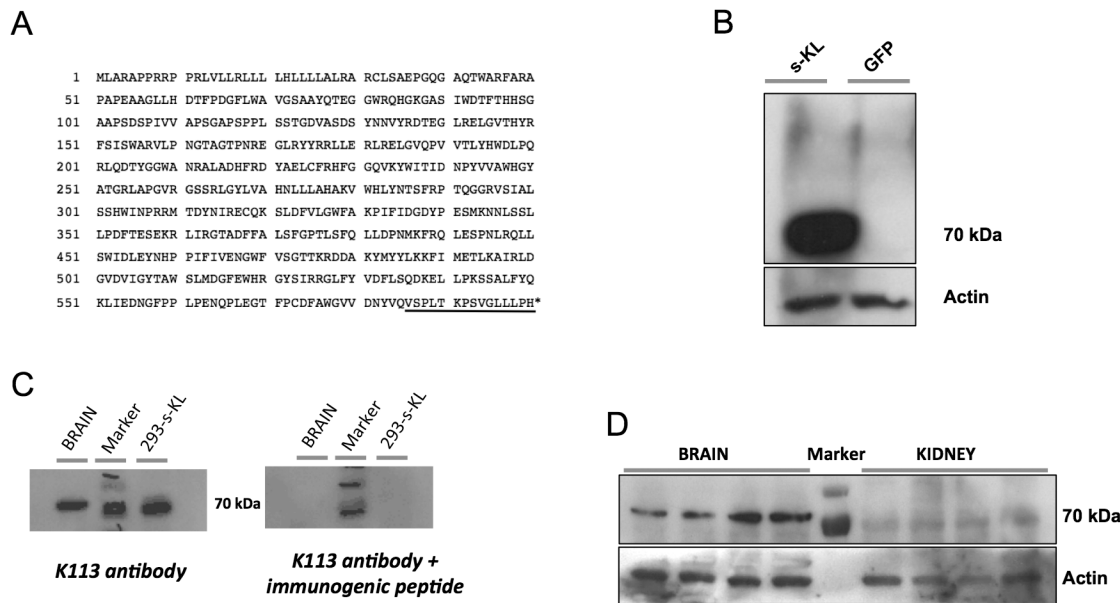 A
1 MLARAPPRRP PRLVLLRLLL LHLLLLALRA RCLSAEPGQG AQTWARFARA
51 PAPEAAGLLH DTFPDGFLWA VGSAAYQTEG GWRQHGKGAS IWDTFTHHSG
101 AAPSDSPIVV APSGAPSPPL SSTGDVASDS YNNVYRDTEG LRELGVTHYR
151 FSISWARVLP NGTAGTPNRE GLRYYRRLLE RLRELGVQPV VTLYHWDLPQ
201 RLQDTYGGWA NRALADHFRD YAELCFRHFG GQVKYWITID NPYVVAWHGY
251 ATGRLAPGVR GSSRLGYLVA HNLLLAHAKV WHLYNTSFRP TQGGRVSIAL
301 SSHWINPRRM TDYNIRECQK SLDFVLGWFA KPIFIDGDYP ESMKNNLSSL
351 LPDFTESEKR LIRGTADFFA LSFGPTLSFQ LLDPNMKFRQ LESPNLRQLL
451 SWIDLEYNHP PIFIVENGWF VSGTTKRDDA KYMYYLKKFI METLKAIRLD
501 GVDVIGYTAW SLMDGFEWHR GYSIRRGLFY VDFLSQDKEL LPKSSALFYQ
551 KLIEDNGFPP LPENQPLEGT FPCDFAWGVV DNYVQVSPLT KPSVGLLLPH*
B
s-KL GFP
70 kDa
Actin
C
BRAIN Marker 293-s-KL
BRAIN Marker 293-s-KL
70 kDa
K113 antibody
K113 antibody +
immunogenic peptide
D
BRAIN Marker KIDNEY
70 kDa
Actin